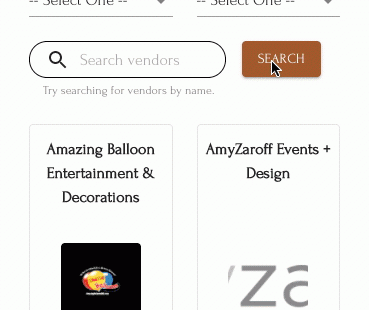 -- Select One -- -- Select One --
Search vendors SEARCH
Try searching for vendors by name.
Amazing Balloon
Entertainment &
Decorations
AmyZaroff Events +
Design
yza